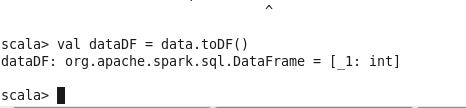 ^
scala> val dataDF = data.toDF()
dataDF: org.apache.spark.sql.DataFrame = [_1: int]
scala>